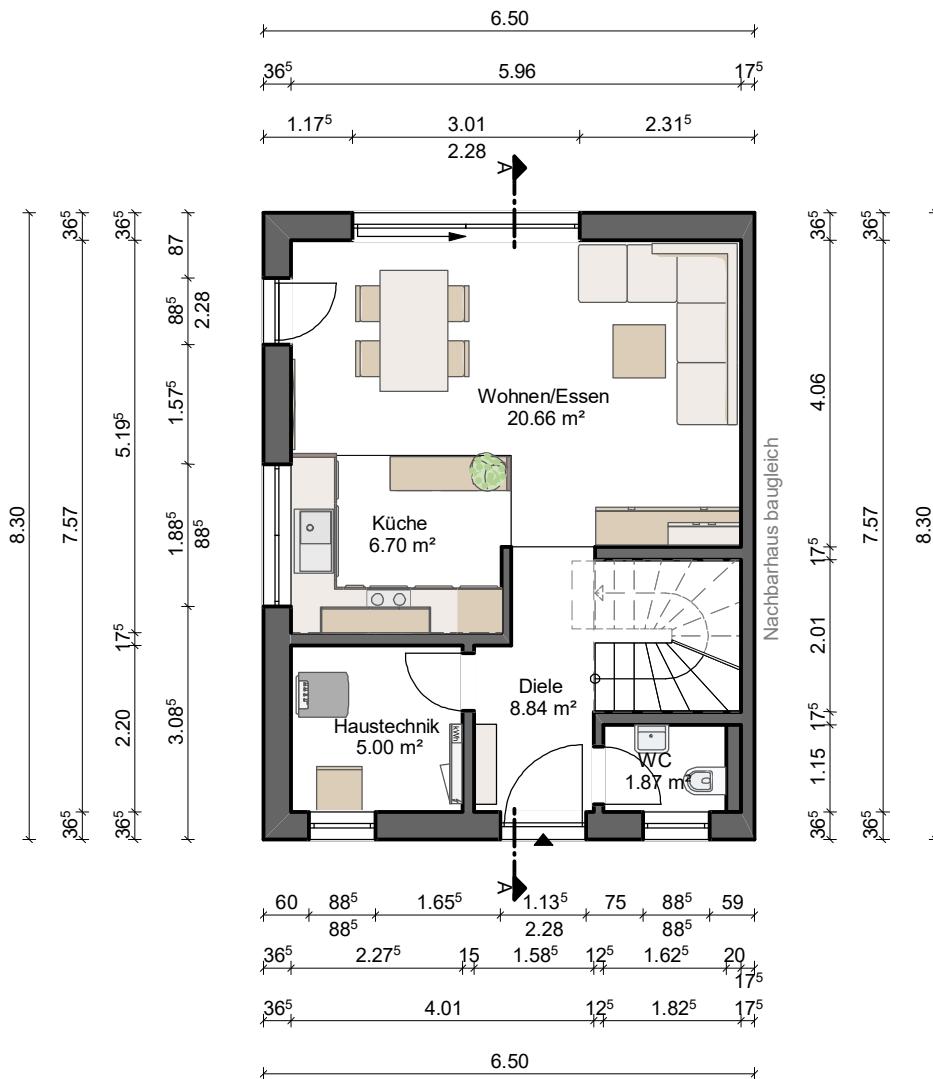 6.50
36⁵ 5.96 17⁵
1.17⁵ 3.01 2.31⁵
2.28
A
8.30
36⁵
7.57
36⁵
36⁵
5.19⁵
17⁵
2.20
36⁵
87
88⁵
2.28
1.57⁵
1.88⁵
88⁵
3.08⁵
Wohnen/Essen
20.66 m²
Küche
6.70 m²
Diele
8.84 m²
Haustechnik
5.00 m²
kWh
WC
1.87 m²
Nachbarhaus baugleich
36⁵
4.06
17⁵
2.01
17⁵
1.15
36⁵
36⁵
7.57
36⁵
8.30
A
60 88⁵ 1.65⁵ 1.13⁵ 75 88⁵ 59
88⁵ 2.28 88⁵
36⁵ 2.27⁵ 15 1.58⁵ 12⁵ 1.62⁵ 20
17⁵
36⁵ 4.01 12⁵ 1.82⁵ 17⁵
6.50